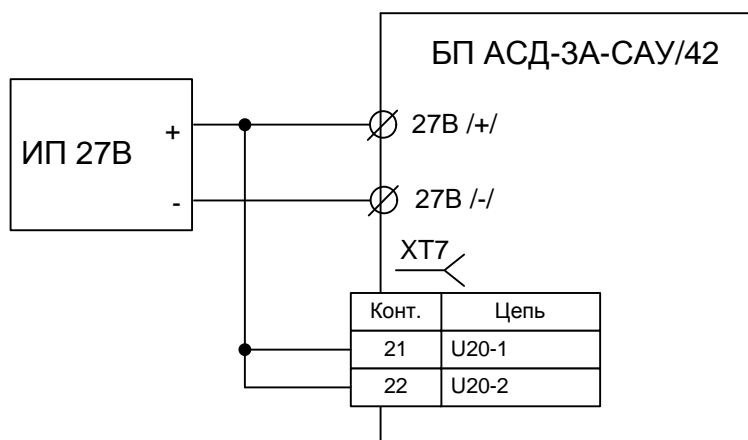 БП АСД-3А-САУ/42
ИП 27В
+
-
27В /+/
27В /-/
ХТ7
Конт. Цепь
21 U20-1
22 U20-2